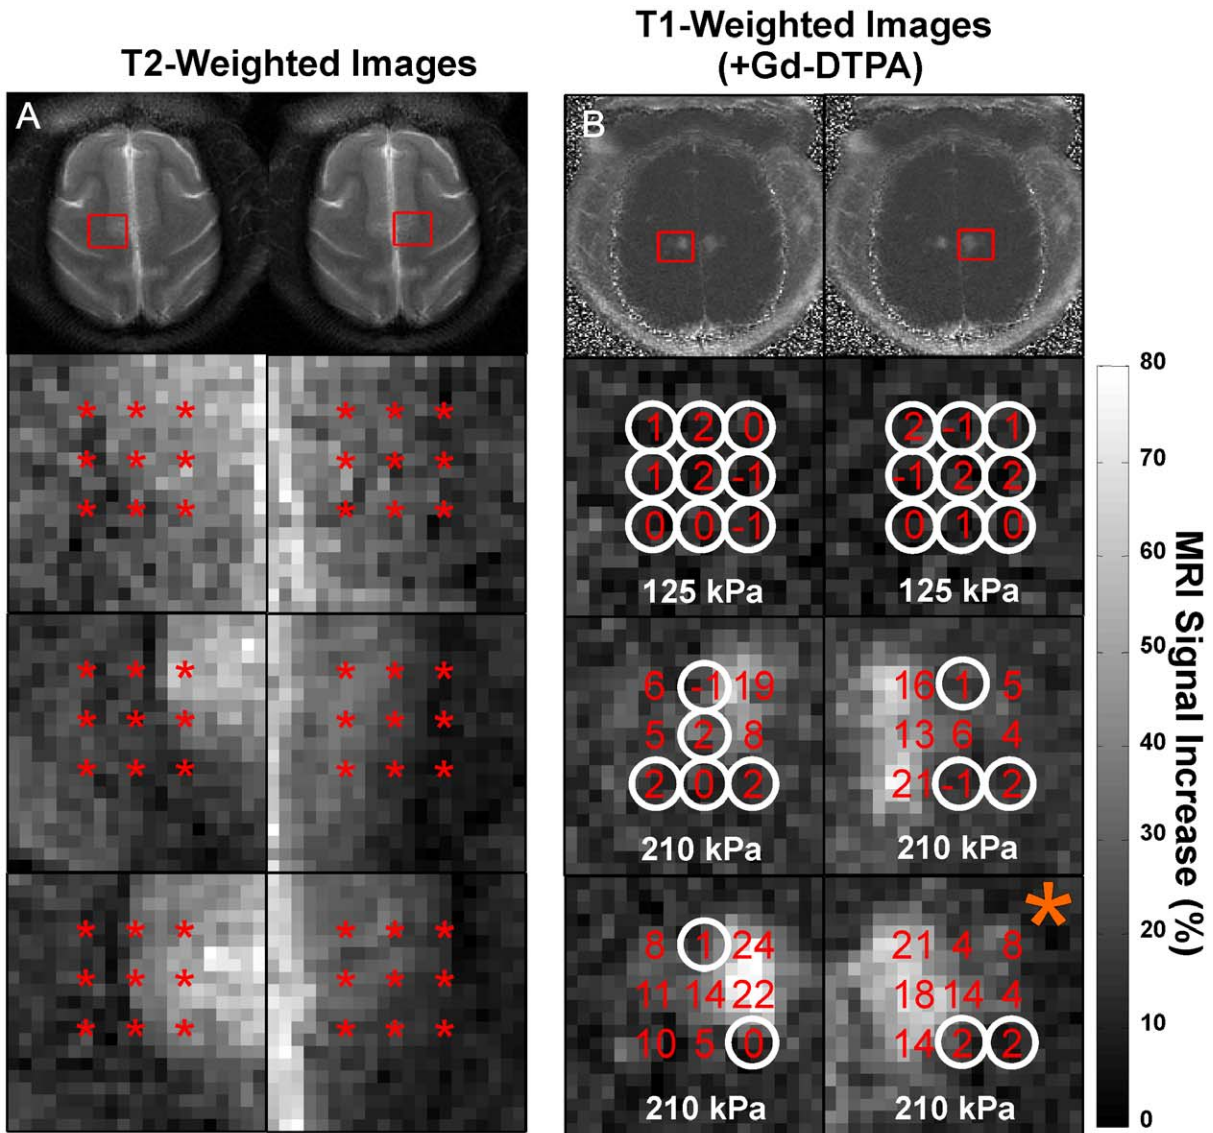 T2-Weighted Images
T1-Weighted Images
(+Gd-DTPA)
A
B
* * * * * *
* * * * * *
* * * * * *
1 2 0 2 -1 1
1 2 -1 -1 2 2
0 0 -1 0 1 0
125 kPa 125 kPa
* * * * * *
* * * * * *
* * * * * *
6 -1 19 16 1 5
5 2 8 13 6 4
2 0 2 21 -1 2
210 kPa 210 kPa
* * * * * *
* * * * * *
* * * * * *
*
8 1 24 21 4 8
11 14 22 18 14 4
10 5 0 14 2 2
210 kPa 210 kPa
80
70
60
50
40
30
20
10
0
MRI Signal Increase (%)